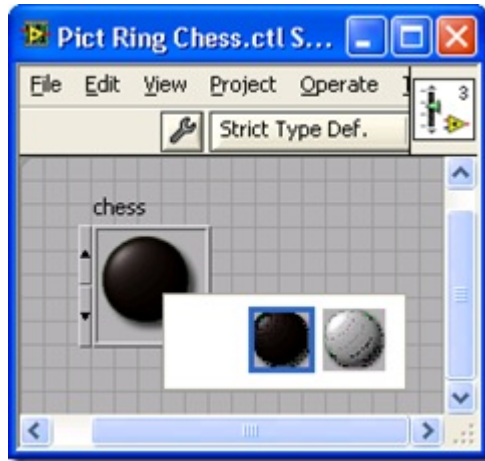 Pict Ring Chess.ctl S...
File Edit View Project Operate
3
Strict Type Def.
chess